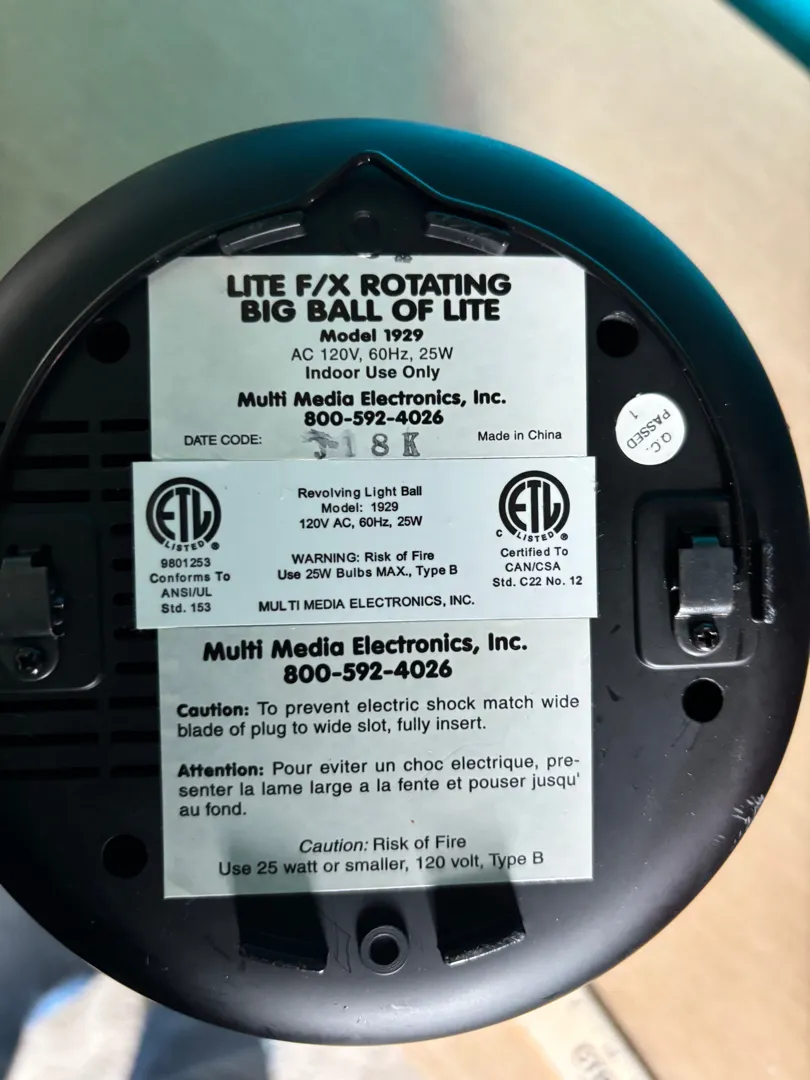 LITE F/X ROTATING
BIG BALL OF LITE
Model 1929
AC 120V, 60Hz, 25W
Indoor Use Only
Multi Media Electronics, Inc.
800-592-4026
DATE CODE: J18K Made in China
Q.C.
PASSED
1
ETL
LISTED
®
9801253
Conforms To
ANSI/UL
Std. 153
Revolving Light Ball
Model: 1929
120V AC, 60Hz, 25W
WARNING: Risk of Fire
Use 25W Bulbs MAX., Type B
MULTI MEDIA ELECTRONICS, INC.
ETL
C LISTED
®
Certified To
CAN/CSA
Std. C22 No. 12
Multi Media Electronics, Inc.
800-592-4026
Caution: To prevent electric shock match wide
blade of plug to wide slot, fully insert.
Attention: Pour eviter un choc electrique, pre-
senter la lame large a la fente et pouser jusqu'
au fond.
Caution: Risk of Fire
Use 25 watt or smaller, 120 volt, Type B